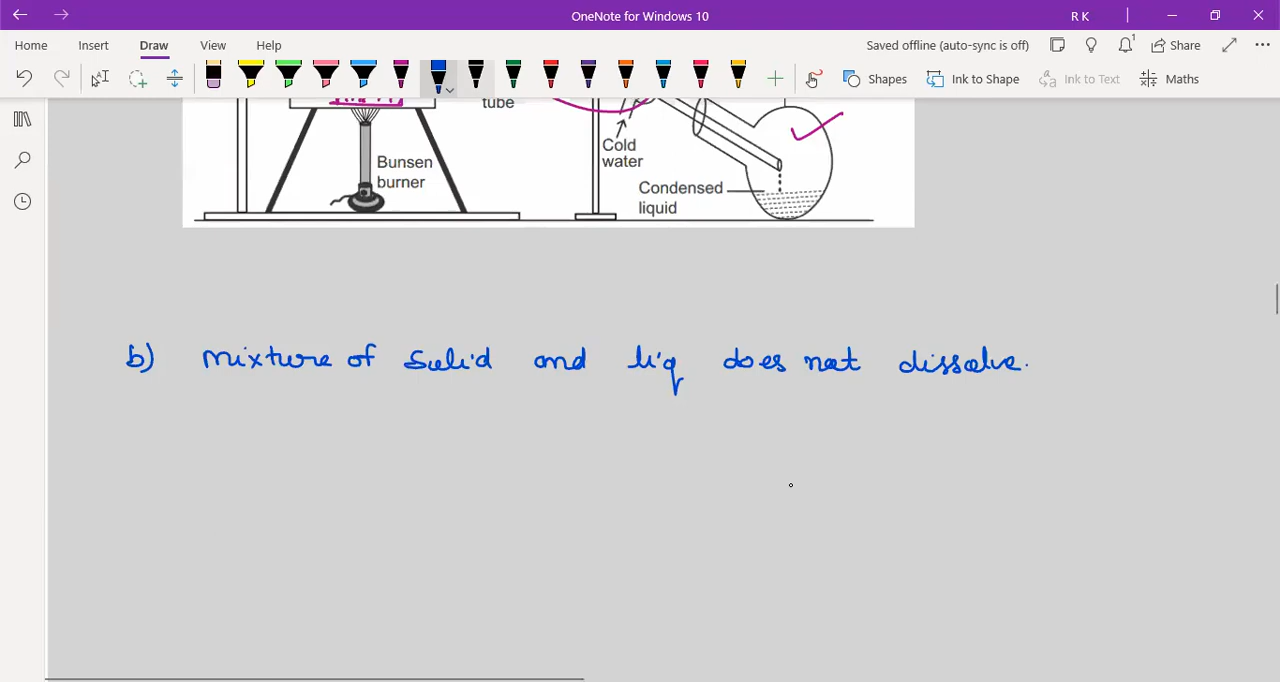 OneNote for Windows 10
R K
Home Insert Draw View Help
Saved offline (auto-sync is off)
1
Share
Shapes
Ink to Shape
Ink to Text
Maths
tube
Cold
water
Bunsen
burner
Condensed
liquid
b) mixture of solid and liq does not dissolve.